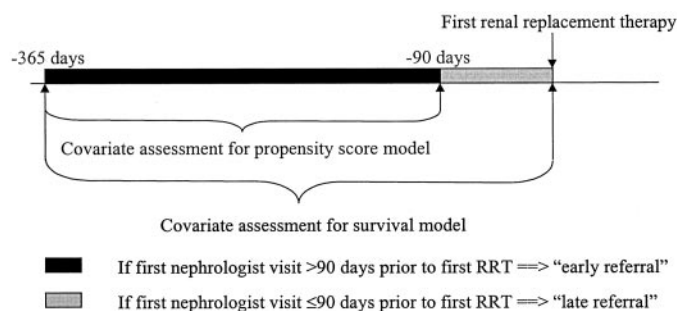 First renal replacement therapy
-365 days
-90 days
Covariate assessment for propensity score model
Covariate assessment for survival model
If first nephrologist visit >90 days prior to first RRT ==> “early referral”
If first nephrologist visit ≤90 days prior to first RRT ==> “late referral”